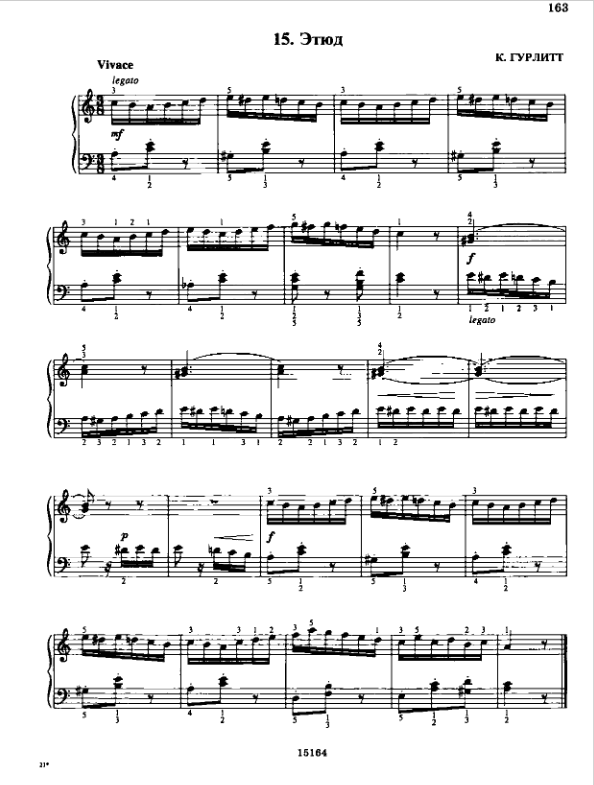 163
15. Этюд
К. ГУРЛИТТ
Vivace
legato
mf
f
legato
p
f
15164
21*